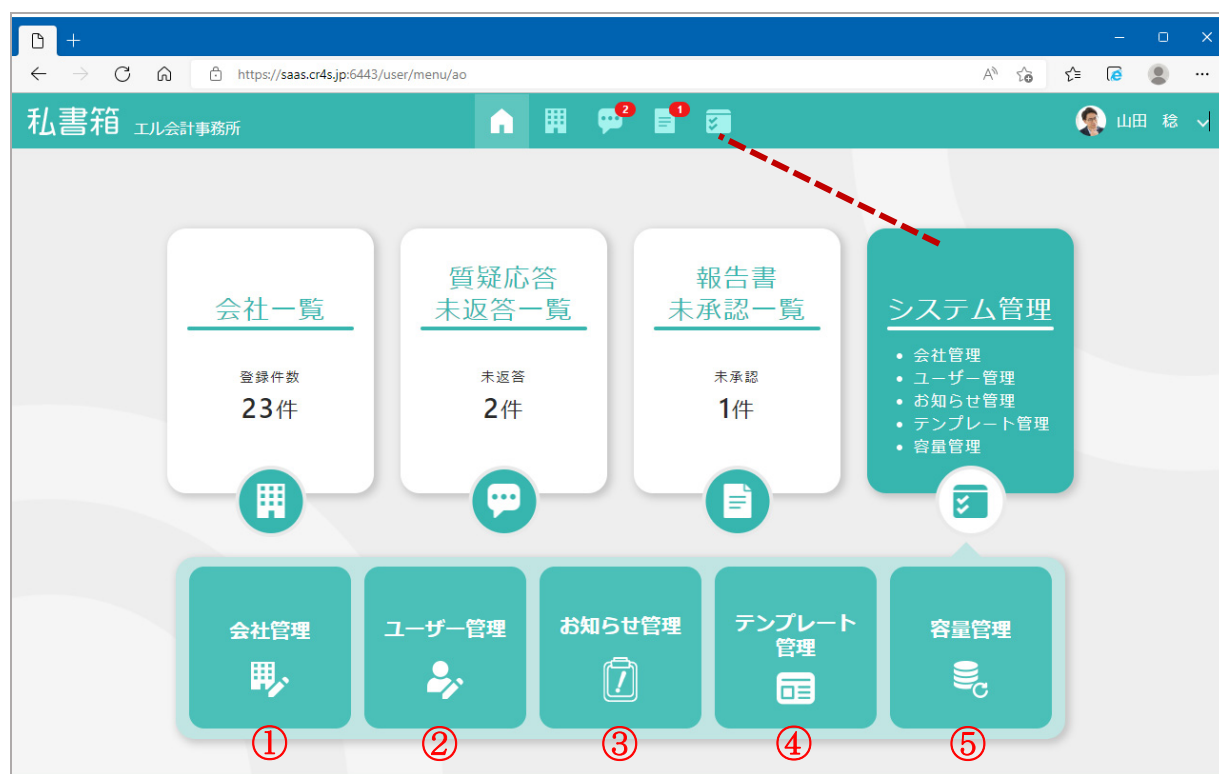 https://saas.cr4s.jp:6443/user/menu/ao
私書箱 エル会計事務所
2
1
山田 稔
会社一覧
登録件数
23件
質疑応答
未返答一覧
未返答
2件
報告書
未承認一覧
未承認
1件
システム管理
• 会社管理
• ユーザー管理
• お知らせ管理
• テンプレート管理
• 容量管理
会社管理
ユーザー管理
お知らせ管理
テンプレート
管理
容量管理
①
②
③
④
⑤